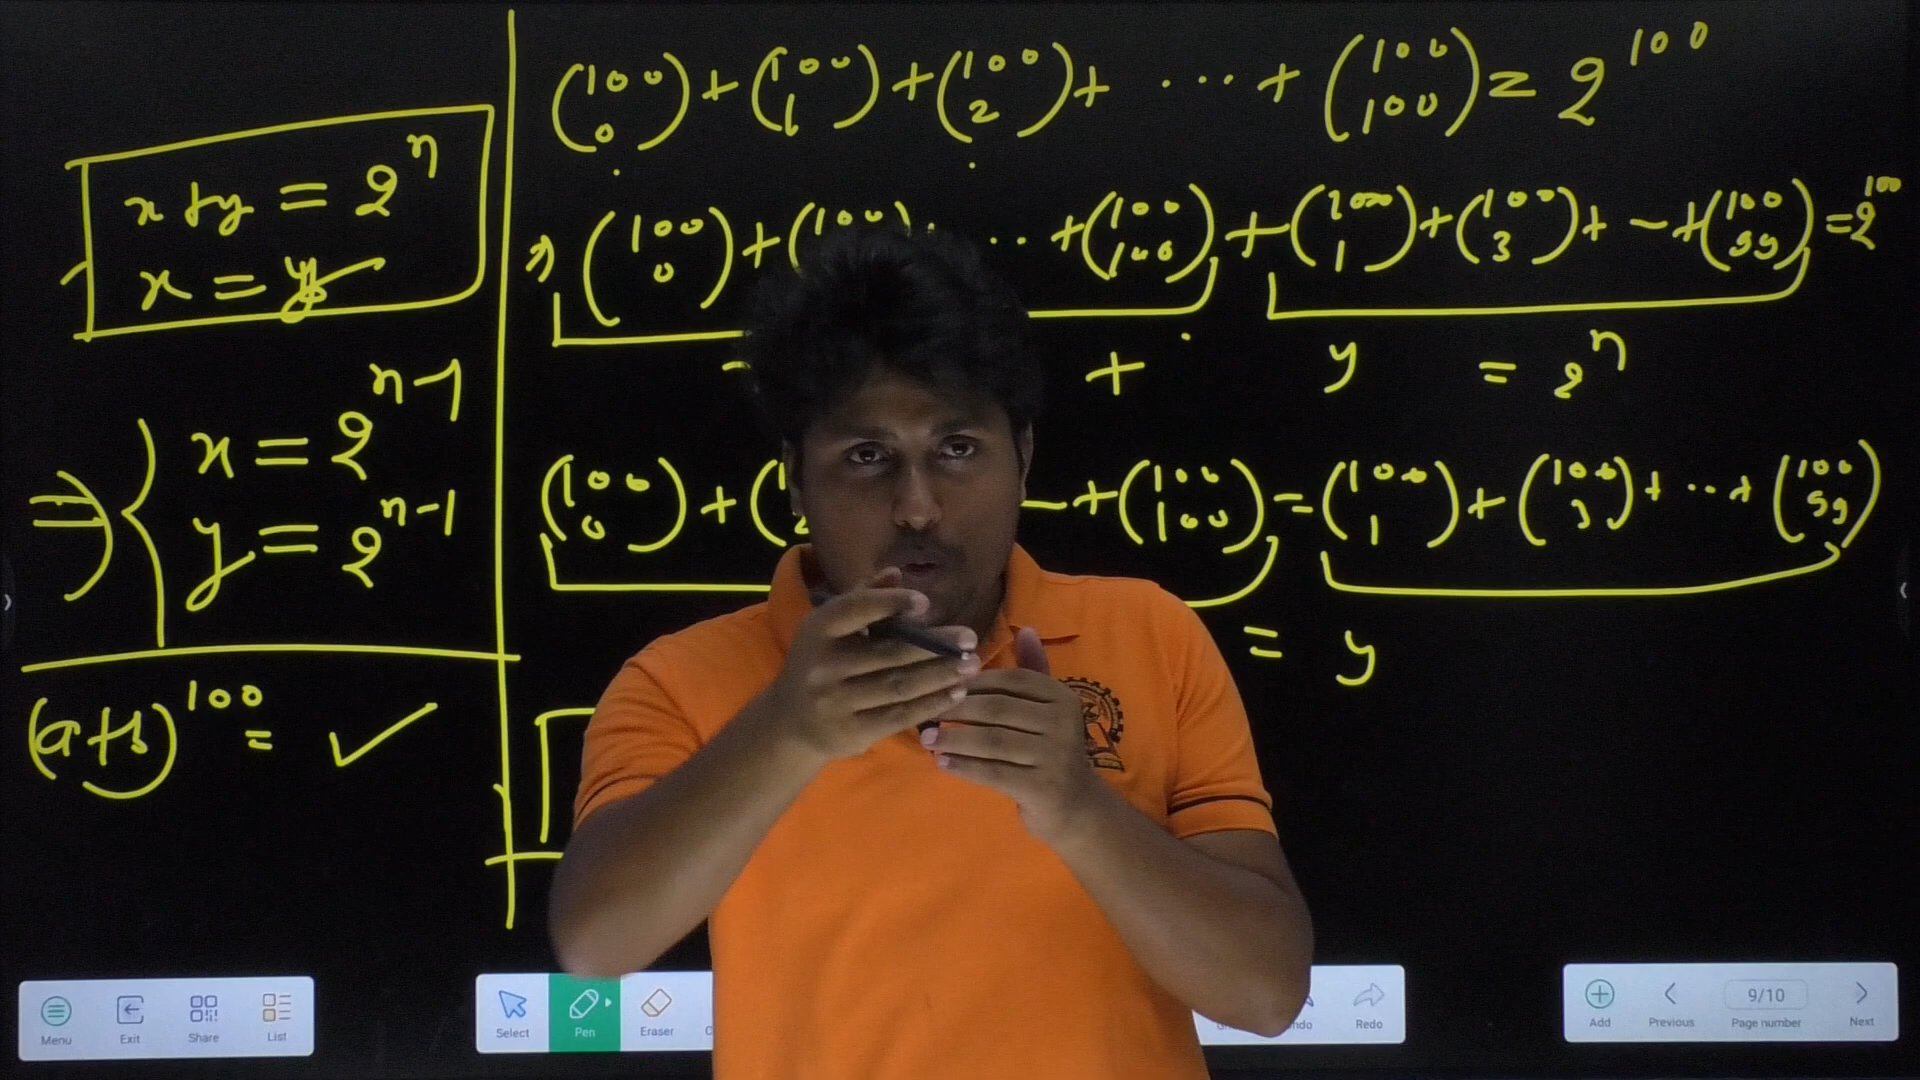 x + y = 2^n
x = y
x = 2^{n-1}
y = 2^{n-1}
(a+b)^{100} =
(100 0) + (100 1) + (100 2) + ... + (100 100) = 2^{100}
(100 0) + (100 ... + (100 100) + (100 1) + (100 3) + - + (100 99) = 2^{100}
+ y = 2^n
(100 0) + ( - + (100 100) = (100 1) + (100 3) + ... + (100 99)
= y
Menu Exit Share List
Select Pen Eraser Redo
Add Previous 9/10 Page number Next